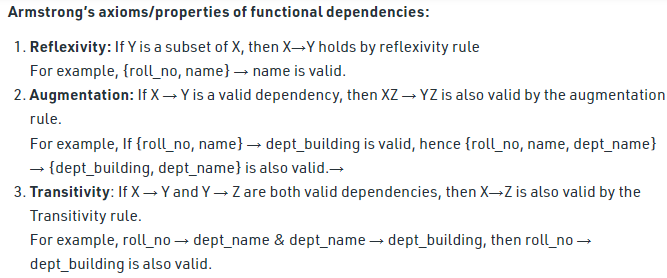 Armstrong’s axioms/properties of functional dependencies:
1. Reflexivity: If Y is a subset of X, then X→Y holds by reflexivity rule
For example, {roll_no, name} → name is valid.
2. Augmentation: If X → Y is a valid dependency, then XZ → YZ is also valid by the augmentation
rule.
For example, If {roll_no, name} → dept_building is valid, hence {roll_no, name, dept_name}
→ {dept_building, dept_name} is also valid.→
3. Transitivity: If X → Y and Y → Z are both valid dependencies, then X→Z is also valid by the
Transitivity rule.
For example, roll_no → dept_name & dept_name → dept_building, then roll_no →
dept_building is also valid.